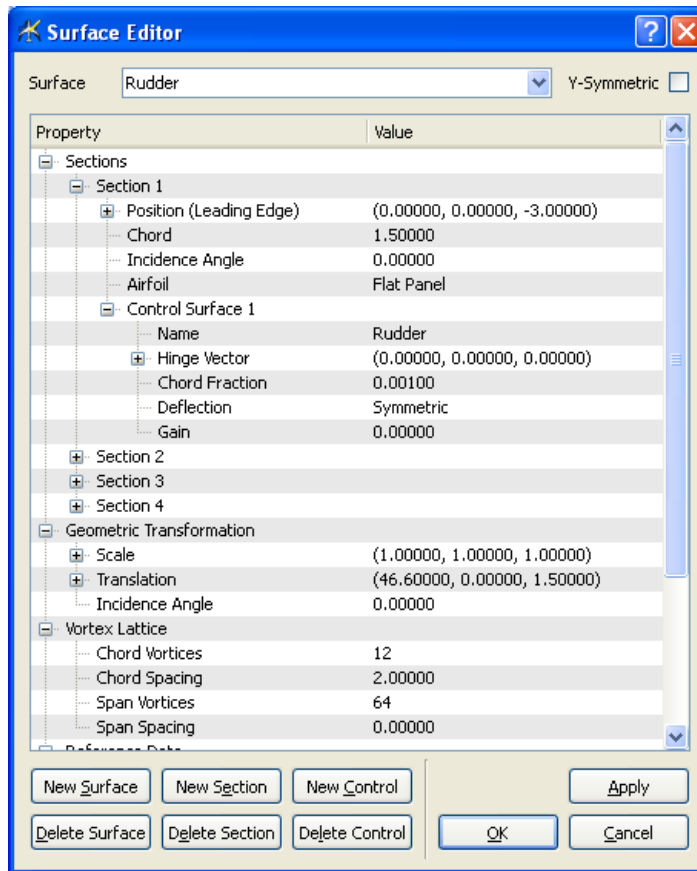 Surface Editor
Surface Rudder Y-Symmetric
Property Value
Sections
Section 1
Position (Leading Edge) (0.00000, 0.00000, -3.00000)
Chord 1.50000
Incidence Angle 0.00000
Airfoil Flat Panel
Control Surface 1
Name Rudder
Hinge Vector (0.00000, 0.00000, 0.00000)
Chord Fraction 0.00100
Deflection Symmetric
Gain 0.00000
Section 2
Section 3
Section 4
Geometric Transformation
Scale (1.00000, 1.00000, 1.00000)
Translation (46.60000, 0.00000, 1.50000)
Incidence Angle 0.00000
Vortex Lattice
Chord Vortices 12
Chord Spacing 2.00000
Span Vortices 64
Span Spacing 0.00000
Reference Data
New Surface New Section New Control Apply
Delete Surface Delete Section Delete Control OK Cancel